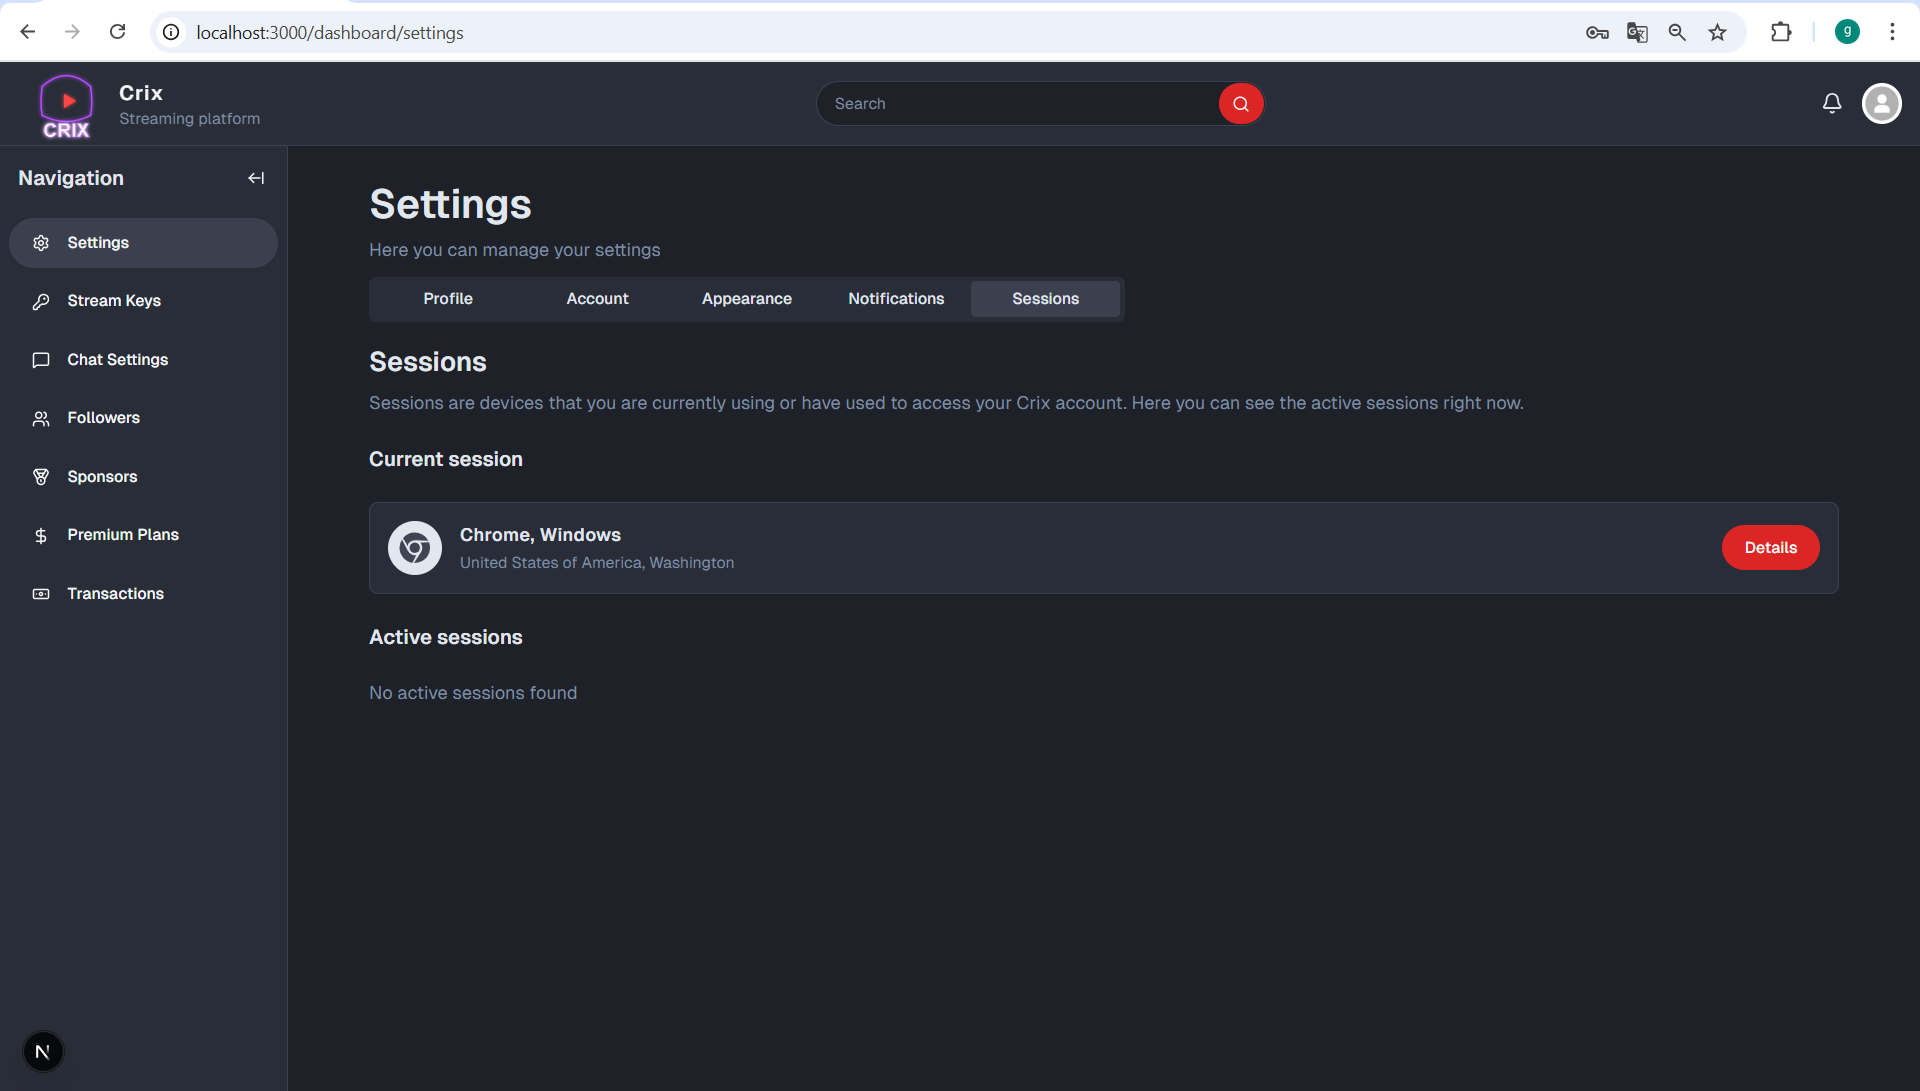 localhost:3000/dashboard/settings
g
CRIX
Crix
Streaming platform
Search
Navigation
Settings
Stream Keys
Chat Settings
Followers
Sponsors
Premium Plans
Transactions
N
Settings
Here you can manage your settings
Profile Account Appearance Notifications Sessions
Sessions
Sessions are devices that you are currently using or have used to access your Crix account. Here you can see the active sessions right now.
Current session
Chrome, Windows
United States of America, Washington
Details
Active sessions
No active sessions found